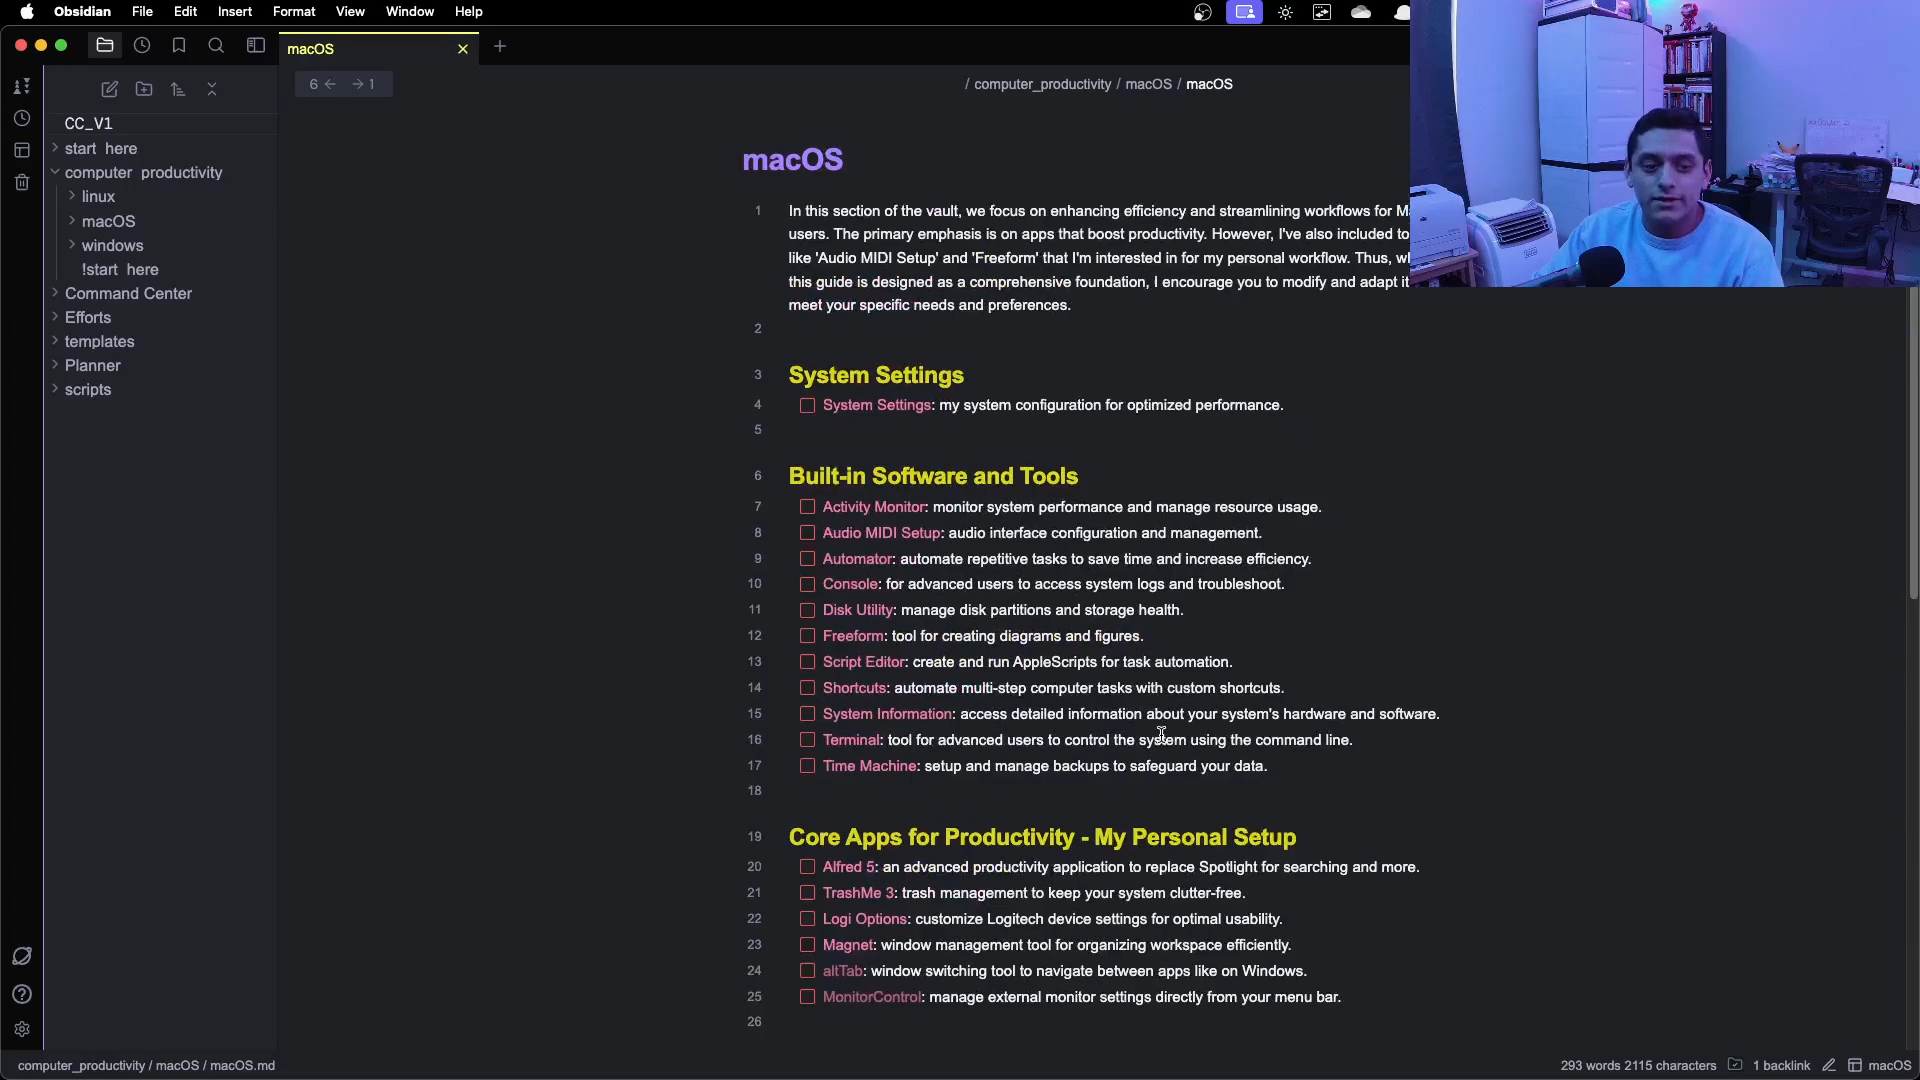 Obsidian File Edit Insert Format View Window Help
macOS
6 ← → 1
/ computer_productivity / macOS / macOS
CC_V1
start here
computer productivity
linux
macOS
windows
!start here
Command Center
Efforts
templates
Planner
scripts
macOS
1 In this section of the vault, we focus on enhancing efficiency and streamlining workflows for M
users. The primary emphasis is on apps that boost productivity. However, I've also included to
like 'Audio MIDI Setup' and 'Freeform' that I'm interested in for my personal workflow. Thus, wh
this guide is designed as a comprehensive foundation, I encourage you to modify and adapt it
meet your specific needs and preferences.
2
3 System Settings
4 System Settings: my system configuration for optimized performance.
5
6 Built-in Software and Tools
7 Activity Monitor: monitor system performance and manage resource usage.
8 Audio MIDI Setup: audio interface configuration and management.
9 Automator: automate repetitive tasks to save time and increase efficiency.
10 Console: for advanced users to access system logs and troubleshoot.
11 Disk Utility: manage disk partitions and storage health.
12 Freeform: tool for creating diagrams and figures.
13 Script Editor: create and run AppleScripts for task automation.
14 Shortcuts: automate multi-step computer tasks with custom shortcuts.
15 System Information: access detailed information about your system's hardware and software.
16 Terminal: tool for advanced users to control the system using the command line.
17 Time Machine: setup and manage backups to safeguard your data.
18
19 Core Apps for Productivity - My Personal Setup
20 Alfred 5: an advanced productivity application to replace Spotlight for searching and more.
21 TrashMe 3: trash management to keep your system clutter-free.
22 Logi Options: customize Logitech device settings for optimal usability.
23 Magnet: window management tool for organizing workspace efficiently.
24 altTab: window switching tool to navigate between apps like on Windows.
25 MonitorControl: manage external monitor settings directly from your menu bar.
26
computer_productivity / macOS / macOS.md
293 words 2115 characters 1 backlink macOS